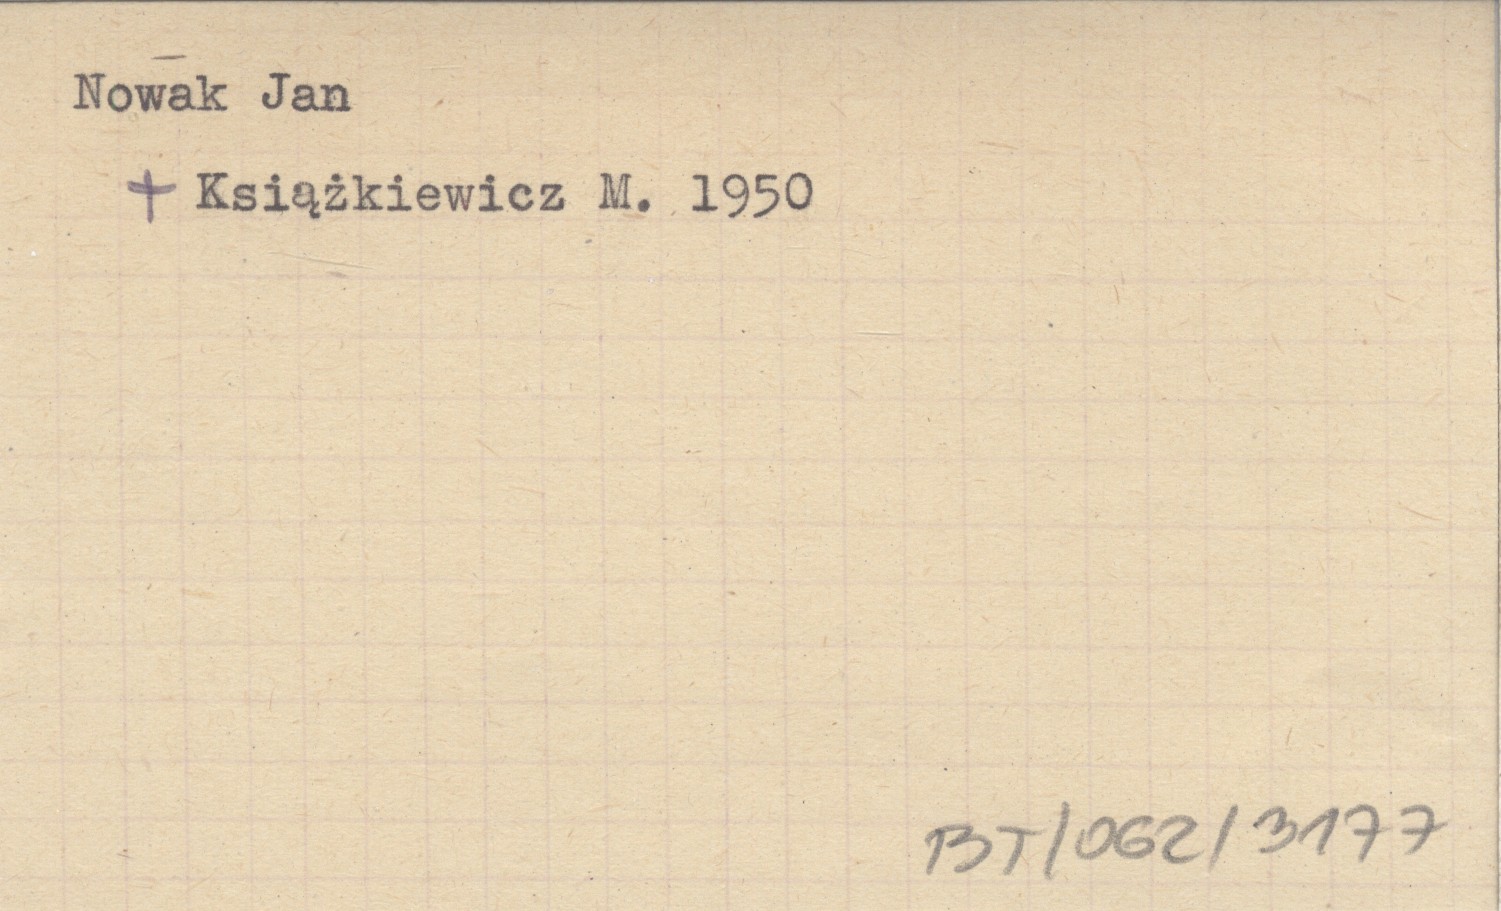 Nowak Jan
† Książkiewicz M. 1950
BT/062/3177